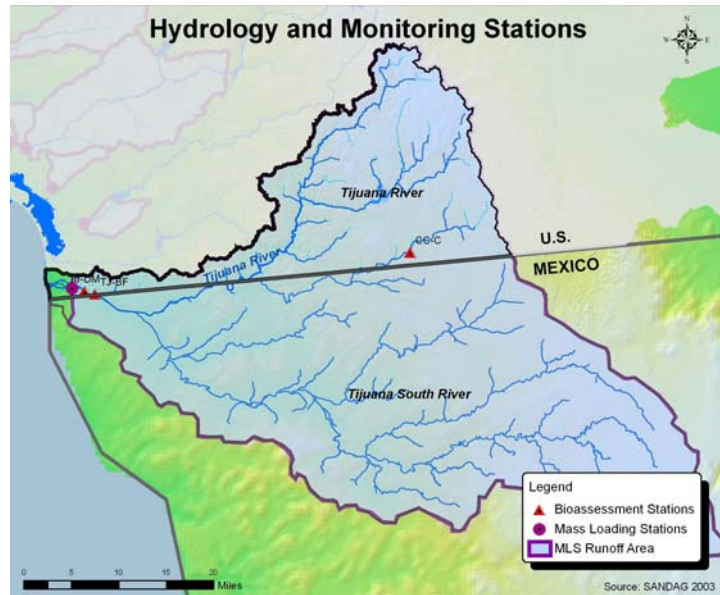 Hydrology and Monitoring Stations
N
W
E
S
Tijuana River
CC-C
U.S.
Tijuana River
MEXICO
TJ-BF
Tijuana South River
Legend
Bioassessment Stations
Mass Loading Stations
MLS Runoff Area
0 5 10 15 20
Miles
Source: SANDAG 2003